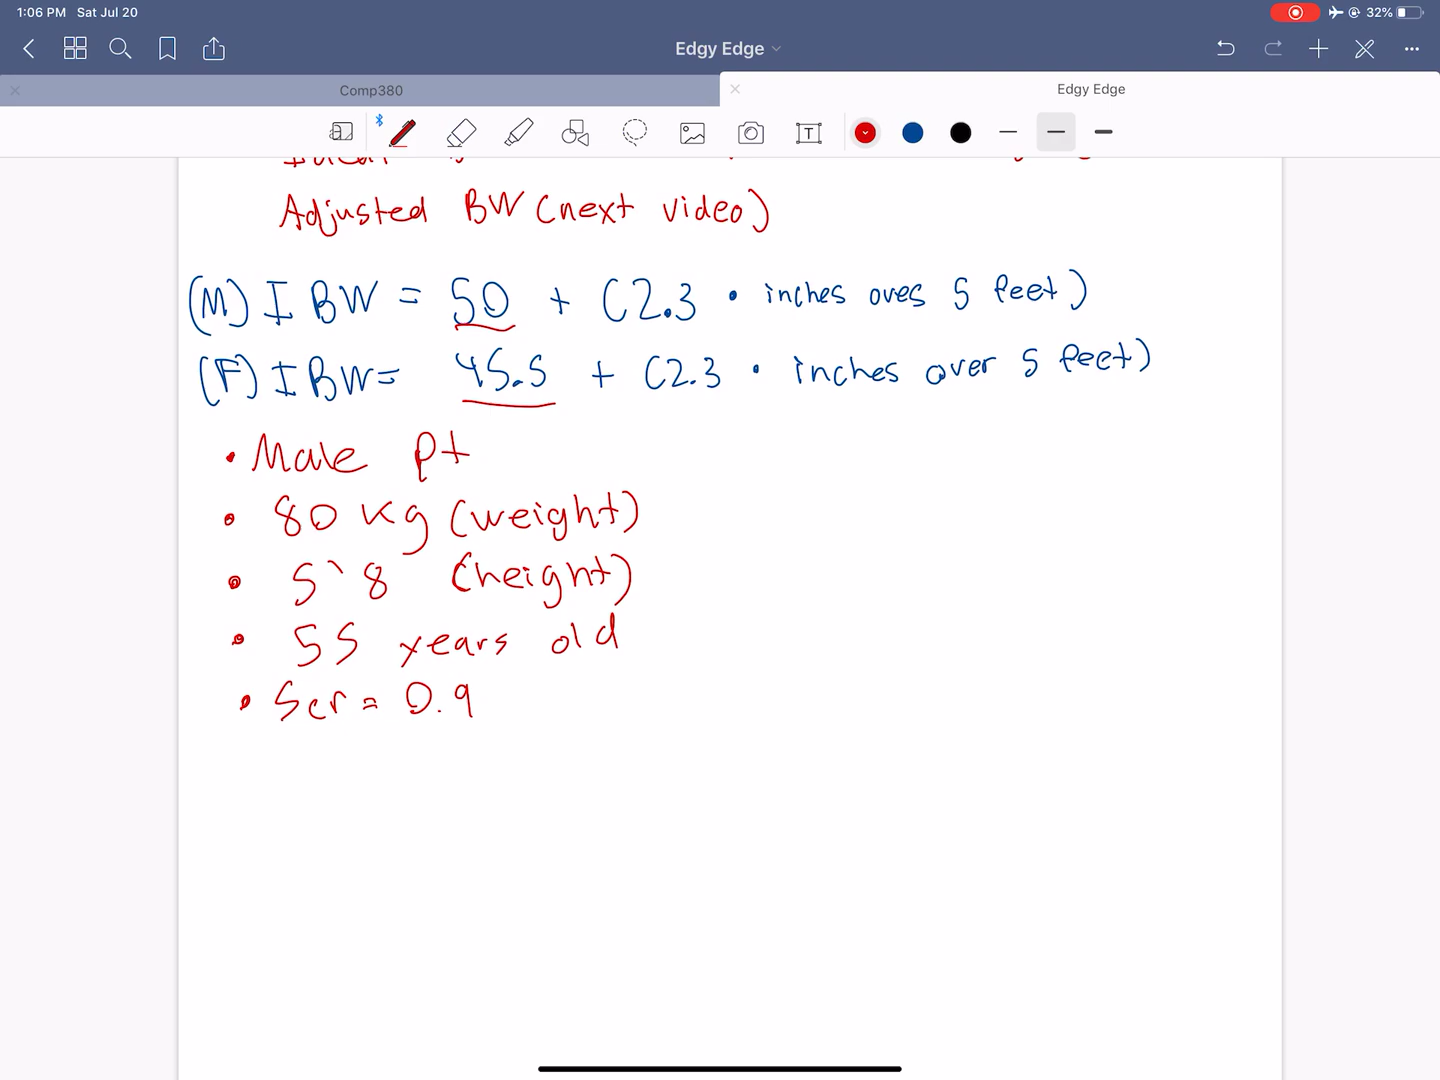 1:06 PM Sat Jul 20
32%
Edgy Edge
Comp380
Edgy Edge
T
Adjusted BW (next video)
(M) IBW = 50 + (2.3 • inches over 5 feet)
(F) IBW = 45.5 + (2.3 • inches over 5 feet)
• Male pt
• 80 kg (weight)
• 5`8 (height)
• 55 years old
• Scr = 0.9